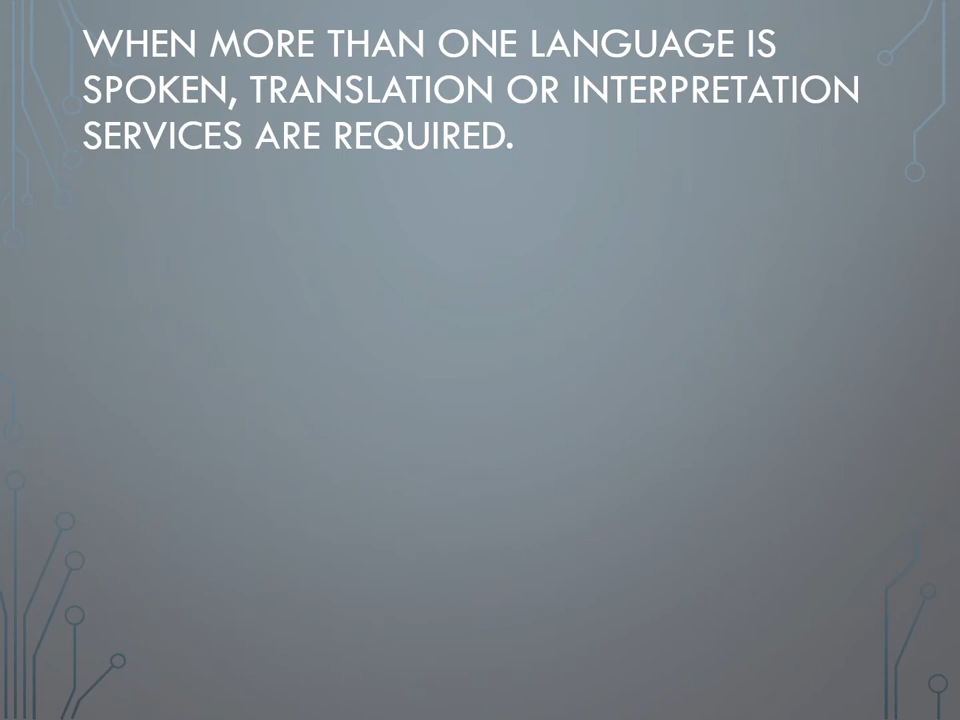 WHEN MORE THAN ONE LANGUAGE IS
SPOKEN, TRANSLATION OR INTERPRETATION
SERVICES ARE REQUIRED.